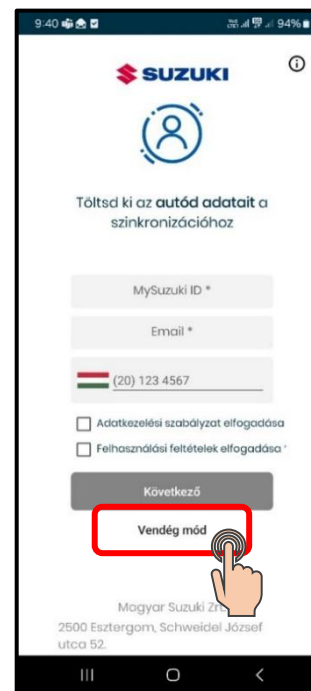 9:40 94%
SUZUKI
Töltsd ki az autód adatait a
szinkronizációhoz
MySuzuki ID *
Email *
(20) 123 4567
Adatkezelési szabályzat elfogadása
Felhasználási feltételek elfogadása *
Következő
Vendég mód
Magyar Suzuki
2500 Esztergom, Schweidel József
utca 52.